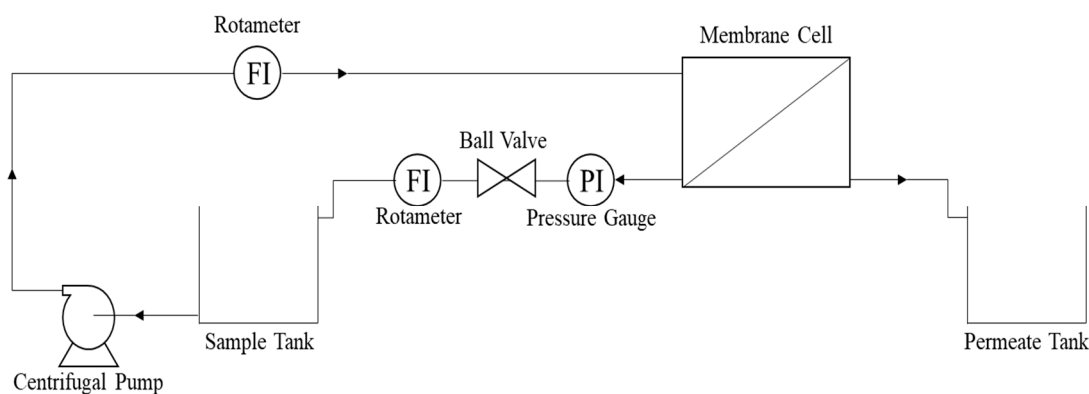 Rotameter
FI
Membrane Cell
Ball Valve
FI
PI
Rotameter
Pressure Gauge
Sample Tank
Permeate Tank
Centrifugal Pump